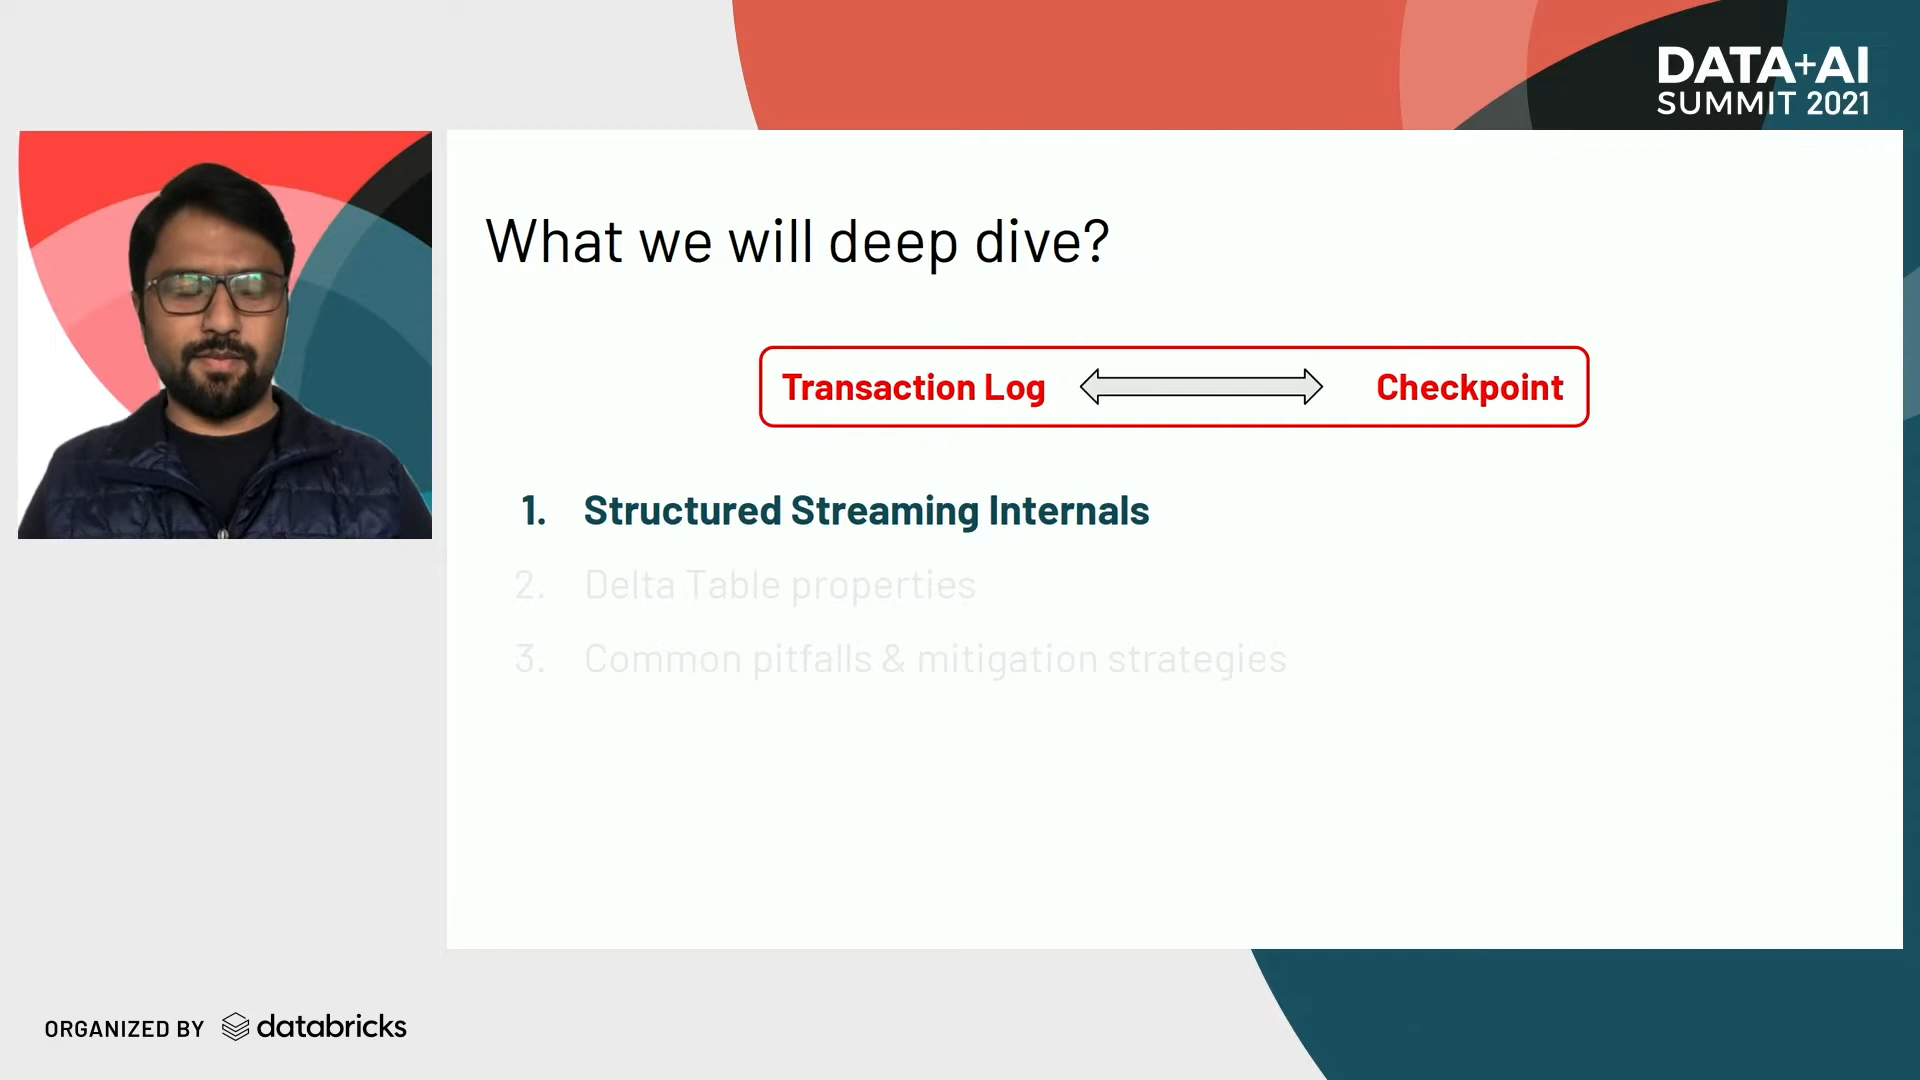 DATA+AI
SUMMIT 2021
What we will deep dive?
Transaction Log
Checkpoint
1. Structured Streaming Internals
2. Delta Table properties
3. Common pitfalls & mitigation strategies
ORGANIZED BY databricks